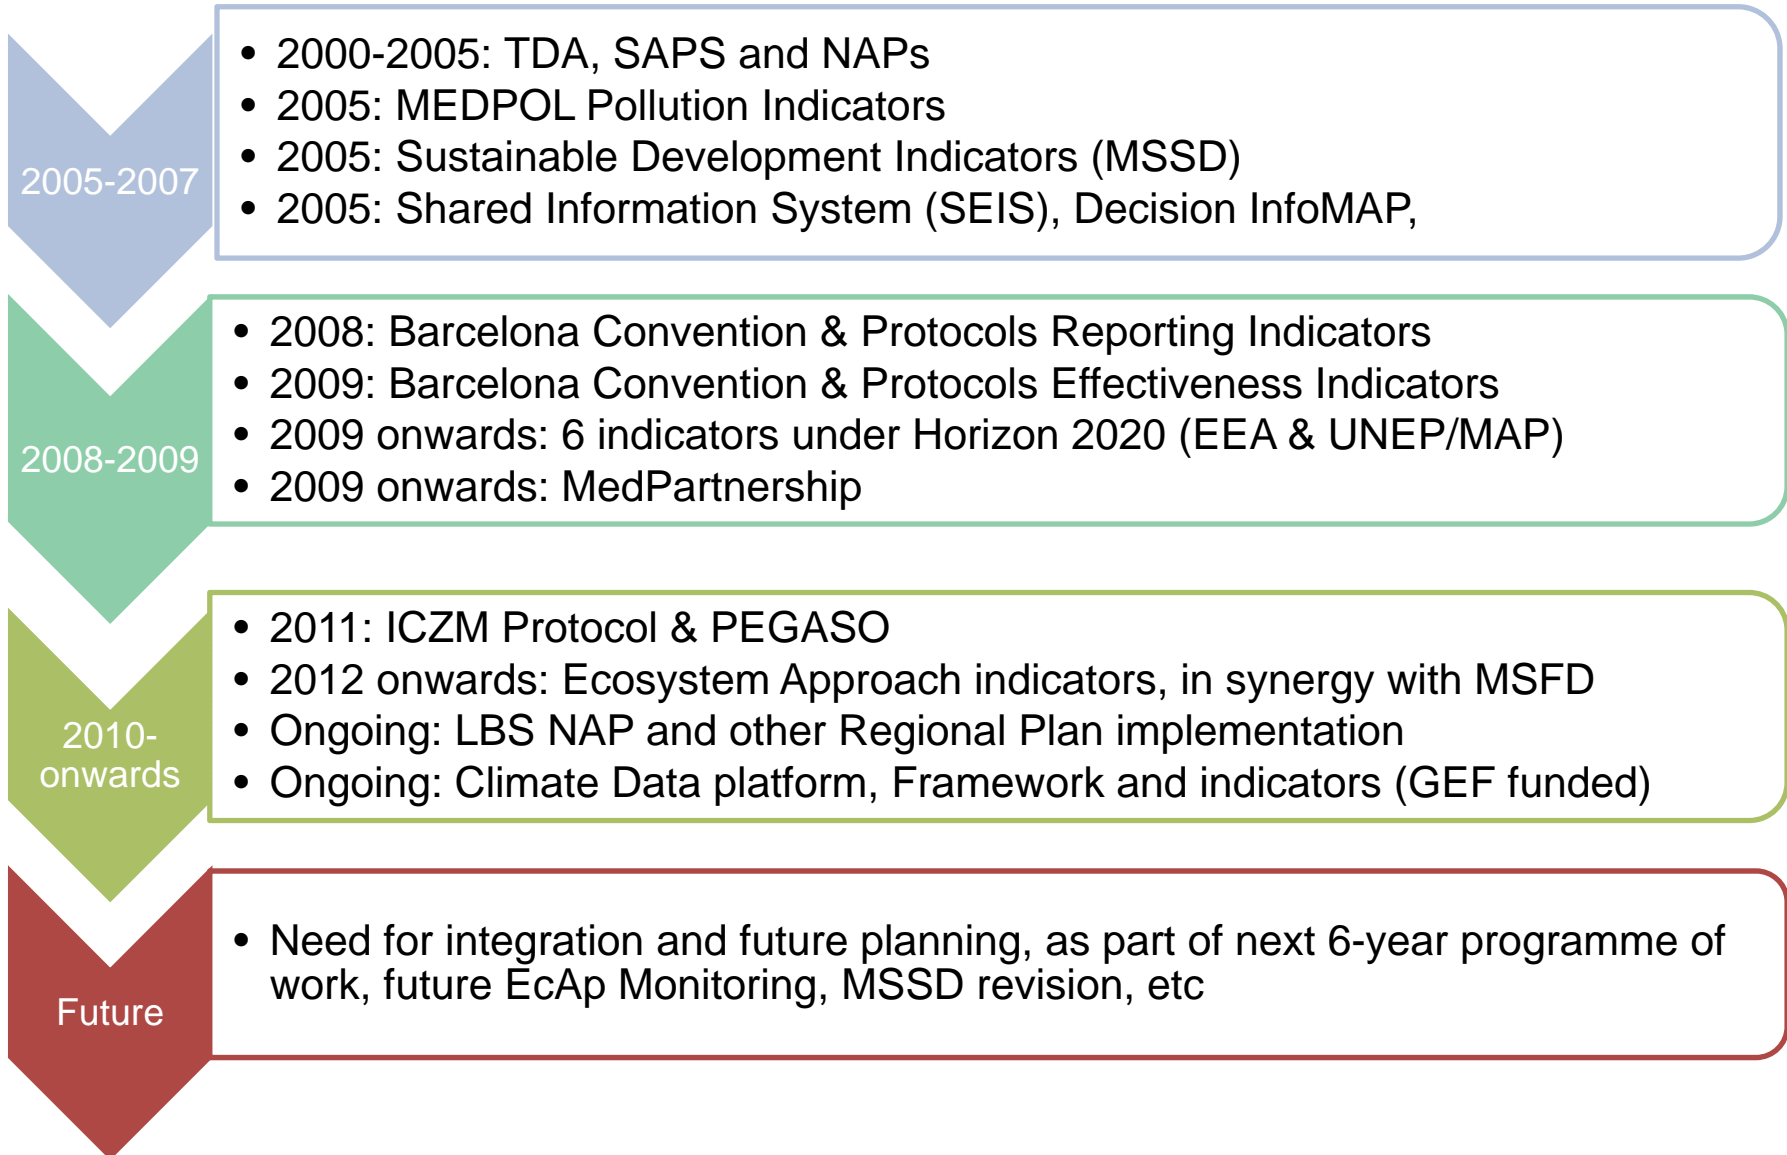 2005-2007
• 2000-2005: TDA, SAPS and NAPs
• 2005: MEDPOL Pollution Indicators
• 2005: Sustainable Development Indicators (MSSD)
• 2005: Shared Information System (SEIS), Decision InfoMAP,
2008-2009
• 2008: Barcelona Convention & Protocols Reporting Indicators
• 2009: Barcelona Convention & Protocols Effectiveness Indicators
• 2009 onwards: 6 indicators under Horizon 2020 (EEA & UNEP/MAP)
• 2009 onwards: MedPartnership
2010-
onwards
• 2011: ICZM Protocol & PEGASO
• 2012 onwards: Ecosystem Approach indicators, in synergy with MSFD
• Ongoing: LBS NAP and other Regional Plan implementation
• Ongoing: Climate Data platform, Framework and indicators (GEF funded)
Future
• Need for integration and future planning, as part of next 6-year programme of
work, future EcAp Monitoring, MSSD revision, etc